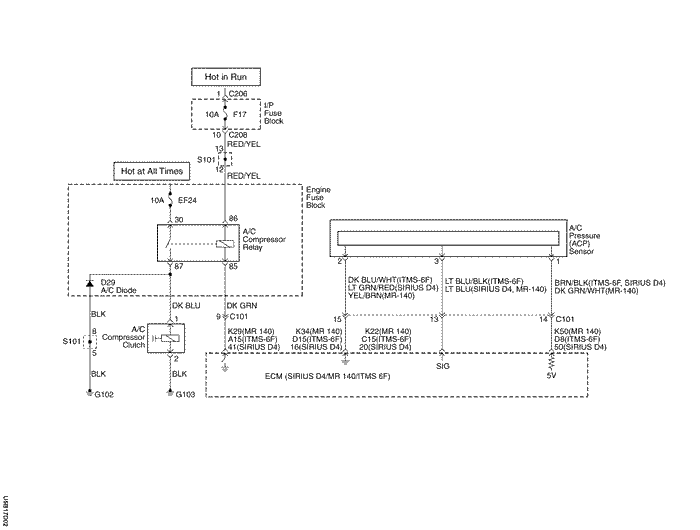 Hot in Run
1 C206
I/P
Fuse
Block
10A F17
10 C208
RED/YEL
13
S101
12
RED/YEL
Hot at All Times
Engine
Fuse
Block
10A EF24
30 86
A/C
Compressor
Relay
87 85
D29
A/C Diode
BLK
DK BLU
DK GRN
9 C101
8
S101
5
A/C
Compressor
Clutch
1
2
BLK
BLK
G102
G103
A/C
Pressure
(ACP)
Sensor
2 3 1
DK BLU/WHT(ITMS-6F)
LT GRN/RED(SIRIUS D4)
YEL/BRN(MR-140)
LT BLU/BLK(ITMS-6F)
LT BLU(SIRIUS D4, MR-140)
BRN/BLK(ITMS-6F, SIRIUS D4)
DK GRN/WHT(MR-140)
15 13 14 C101
K29(MR 140)
A15(ITMS-6F)
41(SIRIUS D4)
K34(MR 140)
D15(ITMS-6F)
16(SIRIUS D4)
K22(MR 140)
C15(ITMS-6F)
20(SIRIUS D4)
K50(MR 140)
D8(ITMS-6F)
50(SIRIUS D4)
ECM (SIRIUS D4/MR 140/ITMS 6F)
SIG
5V